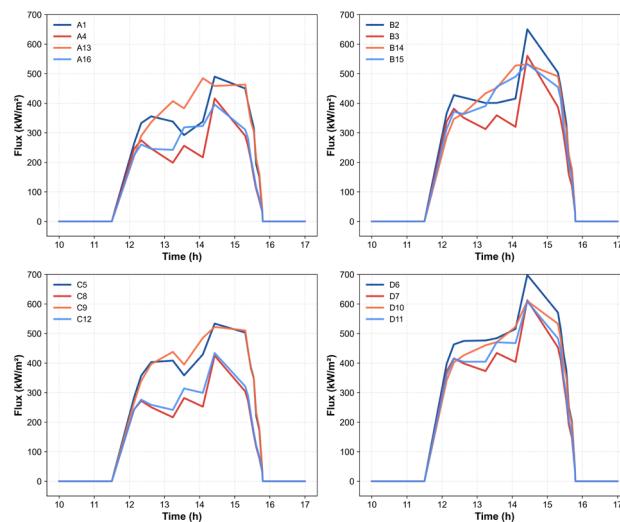 700
600
500
400
300
200
100
0
Flux (kW/m²)
A1
A4
A13
A16
10 11 12 13 14 15 16 17
Time (h)
700
600
500
400
300
200
100
0
Flux (kW/m²)
B2
B3
B14
B15
10 11 12 13 14 15 16 17
Time (h)
700
600
500
400
300
200
100
0
Flux (kW/m²)
C5
C8
C9
C12
10 11 12 13 14 15 16 17
Time (h)
700
600
500
400
300
200
100
0
Flux (kW/m²)
D6
D7
D10
D11
10 11 12 13 14 15 16 17
Time (h)